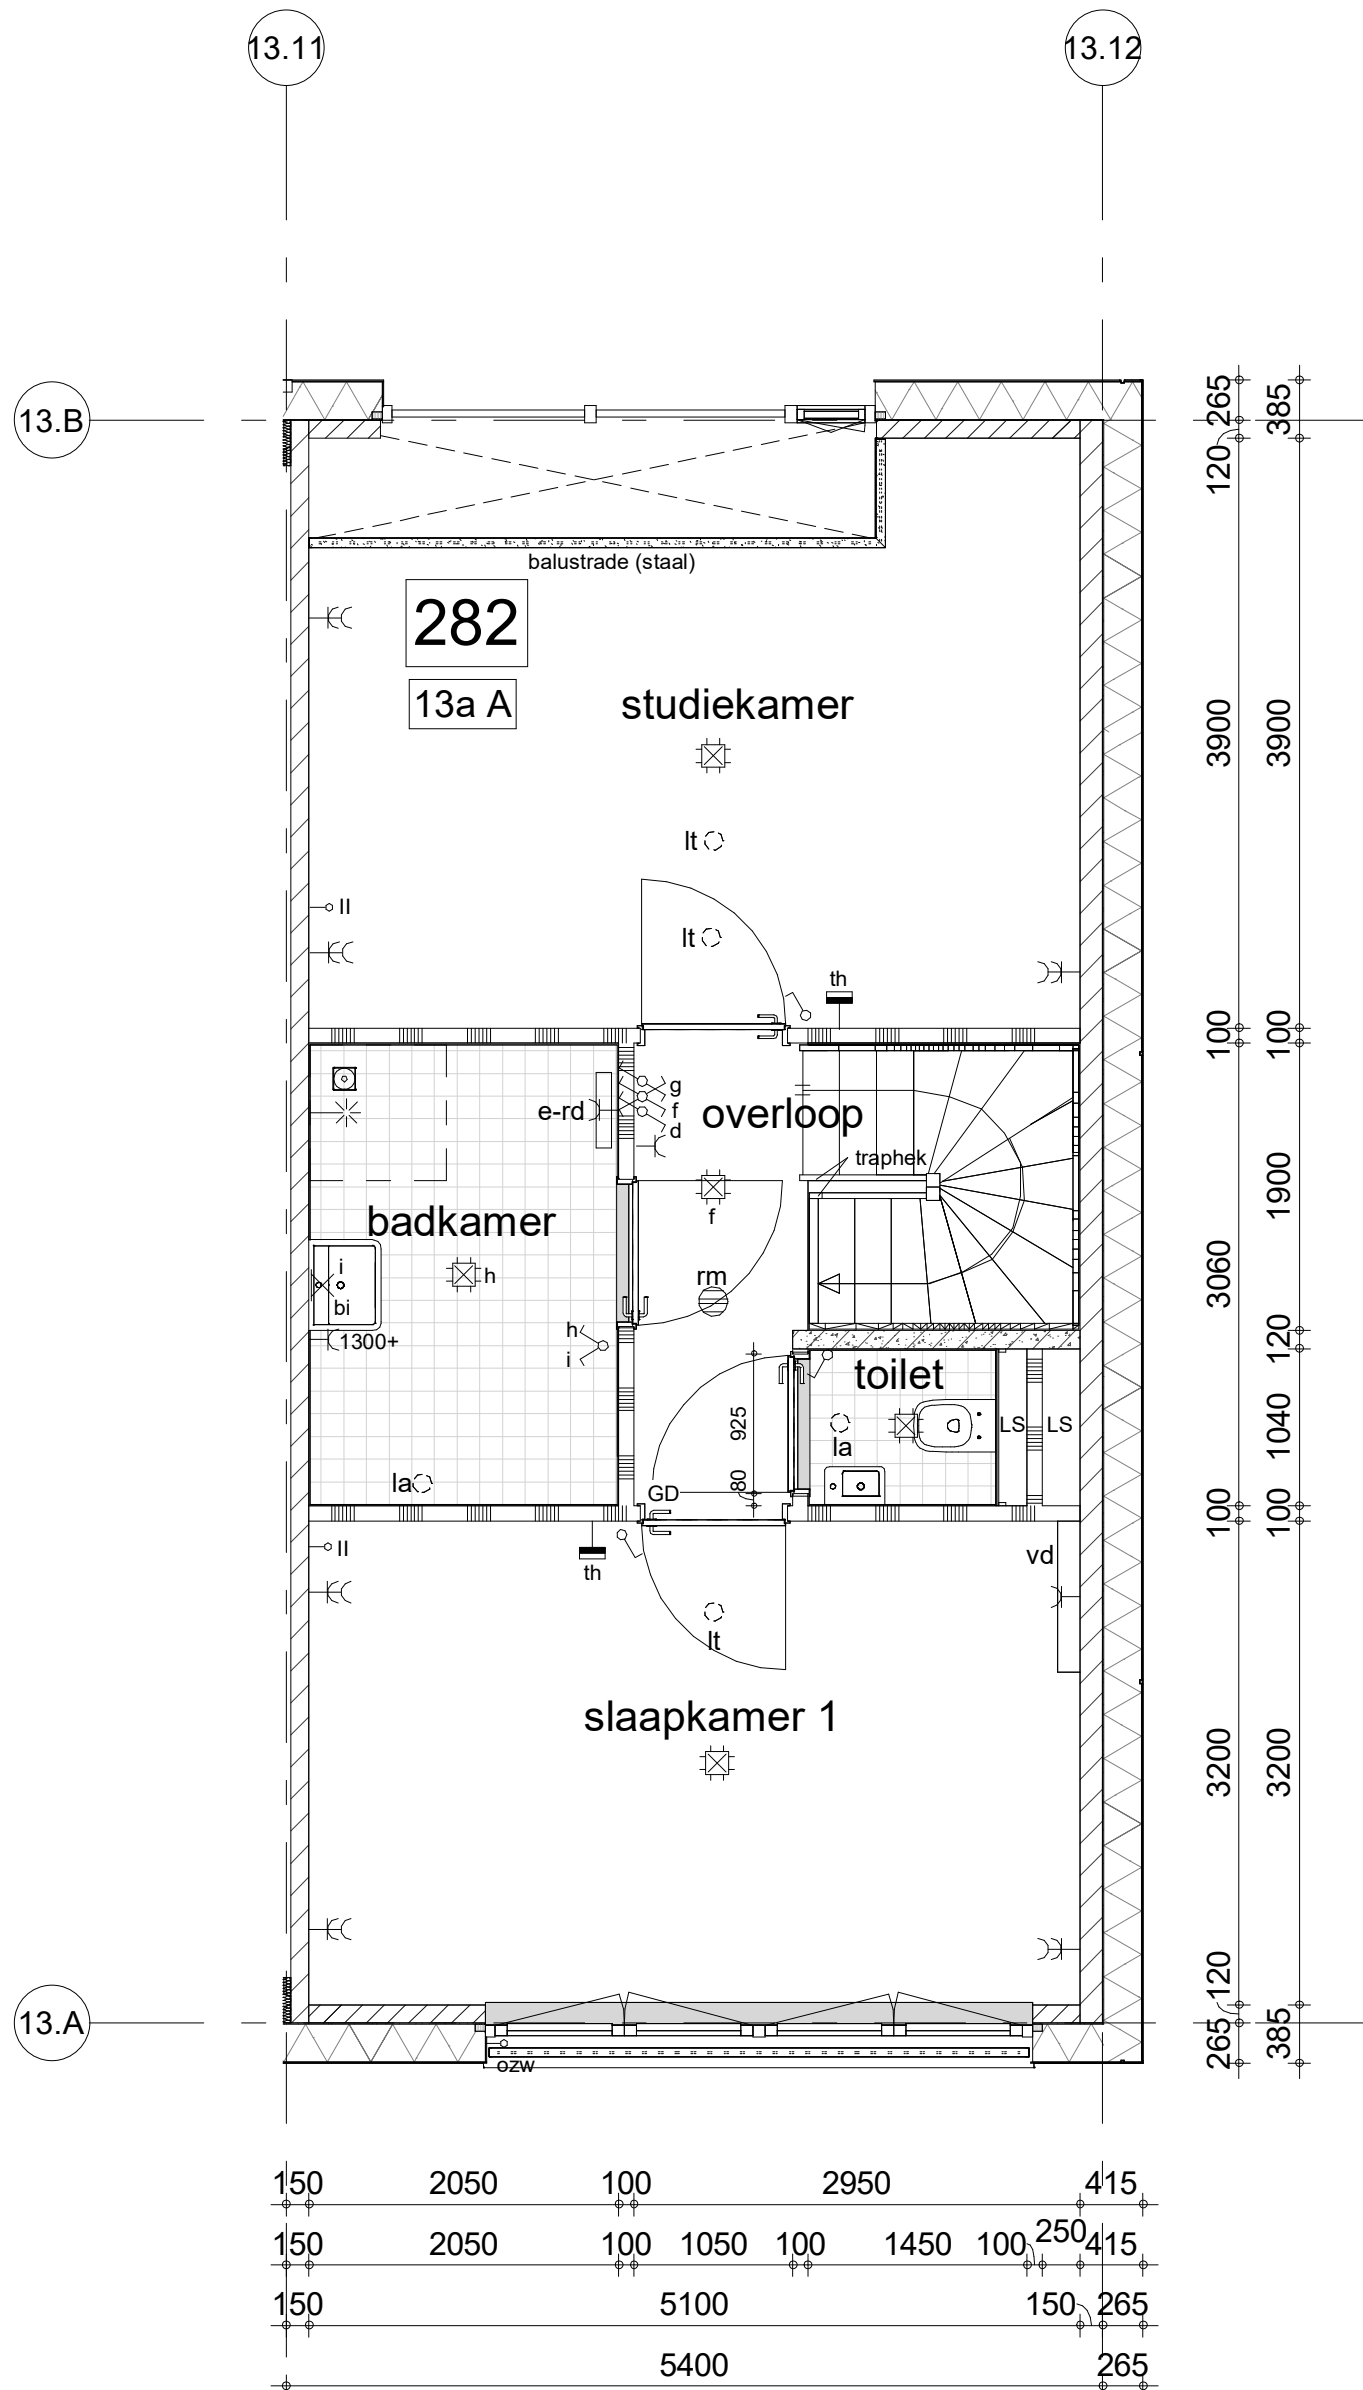 13.11
13.12
13.B
265
385
120
balustrade (staal)
282
13a A
studiekamer
3900
3900
lt
ll
lt
th
100
100
g
e-rd
f
overloop
d
traphek
1900
badkamer
f
3060
i
h
rm
bi
1300+
h
i
120
toilet
925
LS
LS
1040
la
la
80
GD
100
100
ll
th
vd
lt
slaapkamer 1
3200
3200
120
13.A
265
385
ozw
150
2050
100
2950
415
150
2050
100
1050
100
1450
100
250
415
150
5100
150
265
5400
265